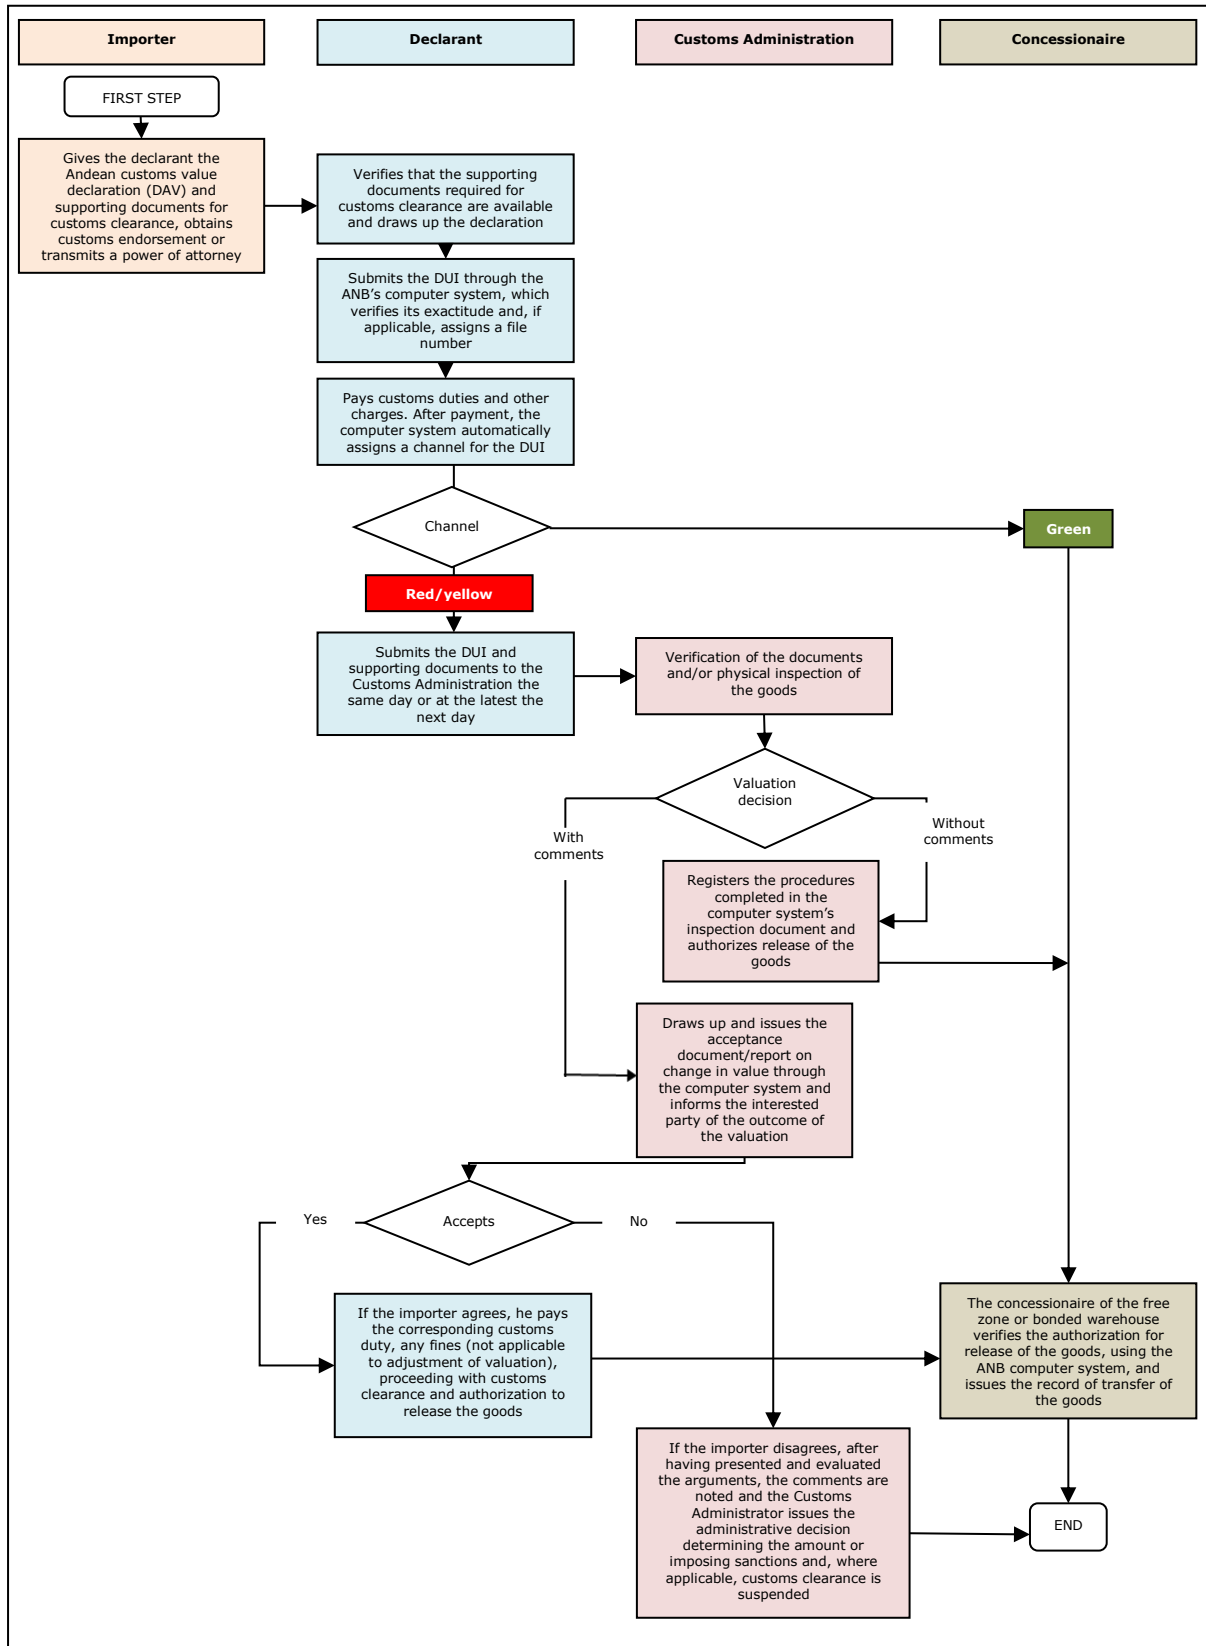 Importer
Declarant
Customs Administration
Concessionaire
FIRST STEP
Gives the declarant the
Andean customs value
declaration (DAV) and
supporting documents for
customs clearance, obtains
customs endorsement or
transmits a power of attorney
Verifies that the supporting
documents required for
customs clearance are available
and draws up the declaration
Submits the DUI through the
ANB's computer system, which
verifies its exactitude and, if
applicable, assigns a file
number
Pays customs duties and other
charges. After payment, the
computer system automatically
assigns a channel for the DUI
Channel
Green
Red/yellow
Submits the DUI and
supporting documents to the
Customs Administration the
same day or at the latest the
next day
Verification of the documents
and/or physical inspection of
the goods
Valuation
decision
With
comments
Without
comments
Registers the procedures
completed in the
computer system's
inspection document and
authorizes release of the
goods
Draws up and issues the
acceptance
document/report on
change in value through
the computer system and
informs the interested
party of the outcome of
the valuation
Yes
Accepts
No
If the importer agrees, he pays
the corresponding customs
duty, any fines (not applicable
to adjustment of valuation),
proceeding with customs
clearance and authorization to
release the goods
The concessionaire of the free
zone or bonded warehouse
verifies the authorization for
release of the goods, using the
ANB computer system, and
issues the record of transfer of
the goods
If the importer disagrees, after
having presented and evaluated
the arguments, the comments are
noted and the Customs
Administrator issues the
administrative decision
determining the amount or
imposing sanctions and, where
applicable, customs clearance is
suspended
END